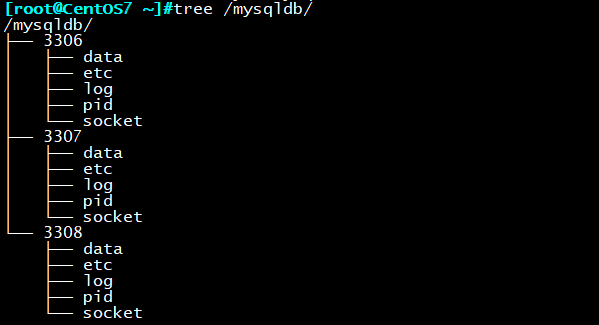 [root@CentOS7 ~]#tree /mysqldb/
/mysqldb/
├── 3306
│   ├── data
│   ├── etc
│   ├── log
│   ├── pid
│   └── socket
├── 3307
│   ├── data
│   ├── etc
│   ├── log
│   ├── pid
│   └── socket
└── 3308
    ├── data
    ├── etc
    ├── log
    ├── pid
    └── socket